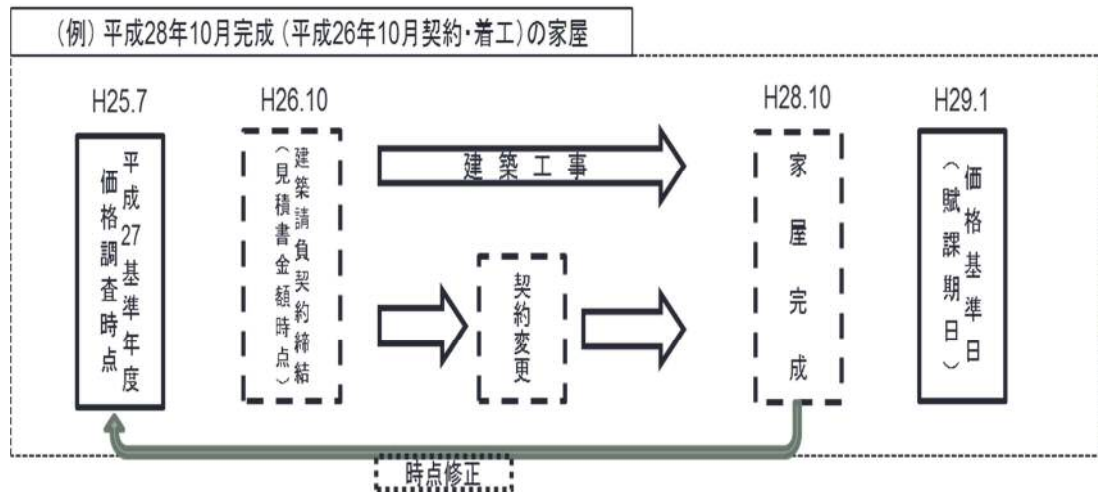 (例)平成28年10月完成(平成26年10月契約・着工)の家屋
H25.7
H26.10
H28.10
H29.1
平成27基準年度
価格調査時点
建築請負契約締結
(見積書金額時点)
建築工事
契約変更
家屋完成
価格基準日
(賦課期日)
時点修正